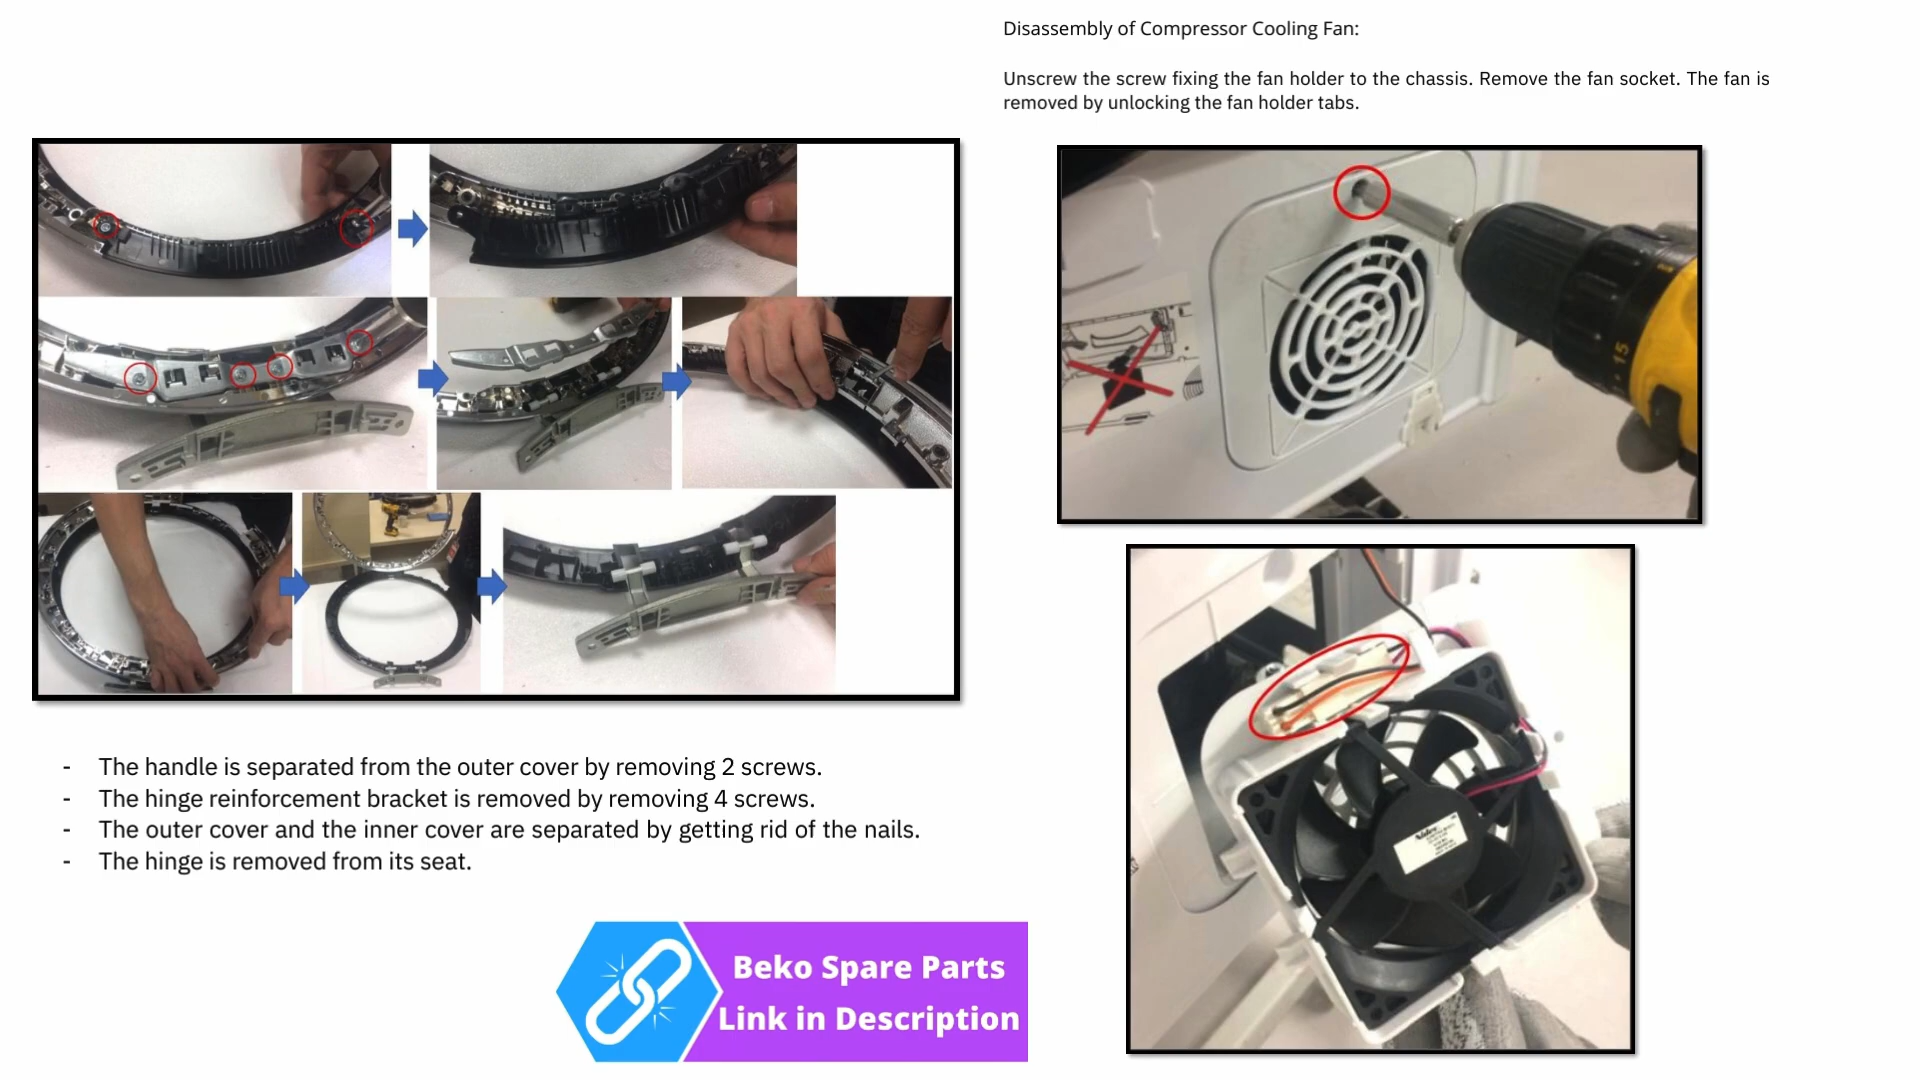 Disassembly of Compressor Cooling Fan:
Unscrew the screw fixing the fan holder to the chassis. Remove the fan socket. The fan is
removed by unlocking the fan holder tabs.
15
Nidec
- The handle is separated from the outer cover by removing 2 screws.
- The hinge reinforcement bracket is removed by removing 4 screws.
- The outer cover and the inner cover are separated by getting rid of the nails.
- The hinge is removed from its seat.
Beko Spare Parts
Link in Description